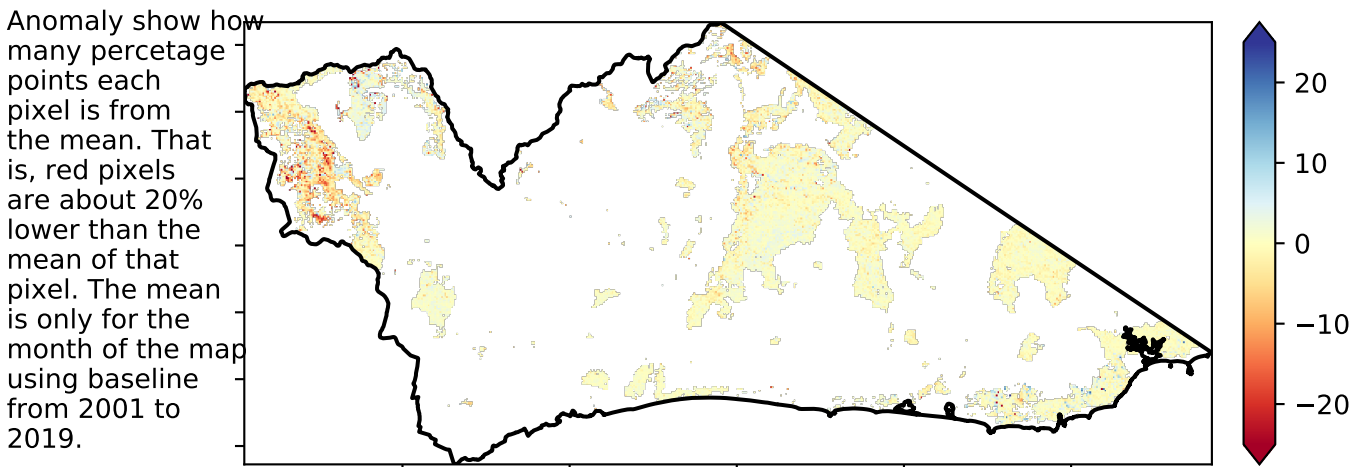 Anomaly show how
many percetage
points each
pixel is from
the mean. That
is, red pixels
are about 20%
lower than the
mean of that
pixel. The mean
is only for the
month of the map
using baseline
from 2001 to
2019.
20
10
0
−10
−20